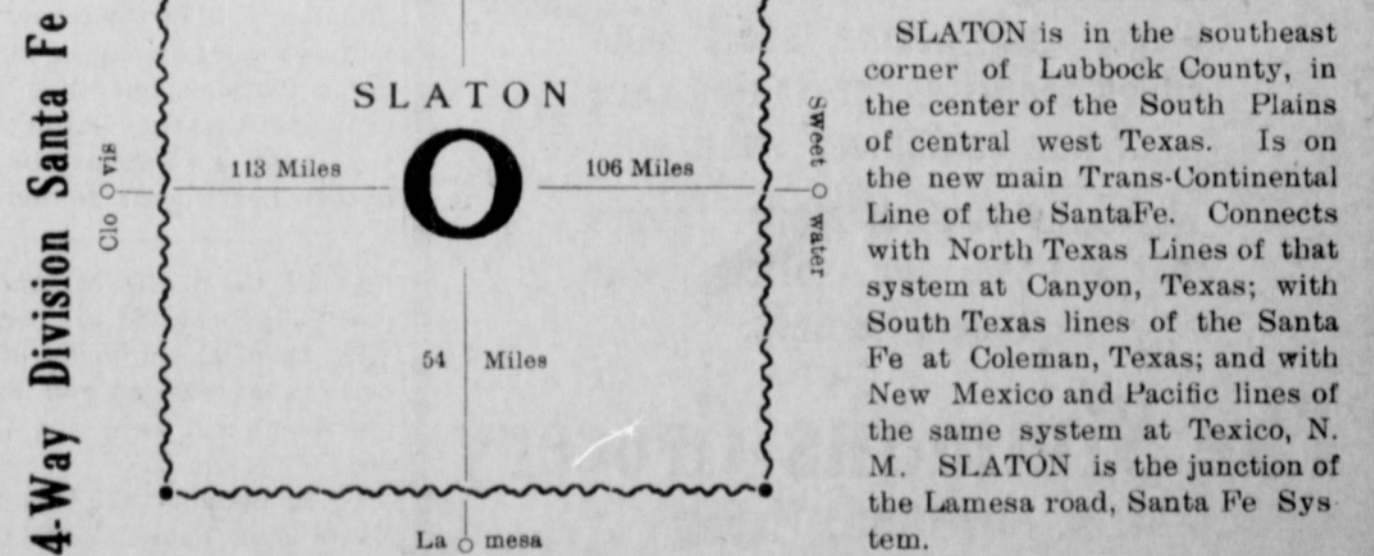 4-Way Division Santa Fe
SLATON
O
Clo vis
113 Miles
106 Miles
Sweet water
54 Miles
La mesa
SLATON is in the southeast
corner of Lubbock County, in
the center of the South Plains
of central west Texas. Is on
the new main Trans-Continental
Line of the SantaFe. Connects
with North Texas Lines of that
system at Canyon, Texas; with
South Texas lines of the Santa
Fe at Coleman, Texas; and with
New Mexico and Pacific lines of
the same system at Texico, N.
M. SLATON is the junction of
the Lamesa road, Santa Fe Sys
tem.